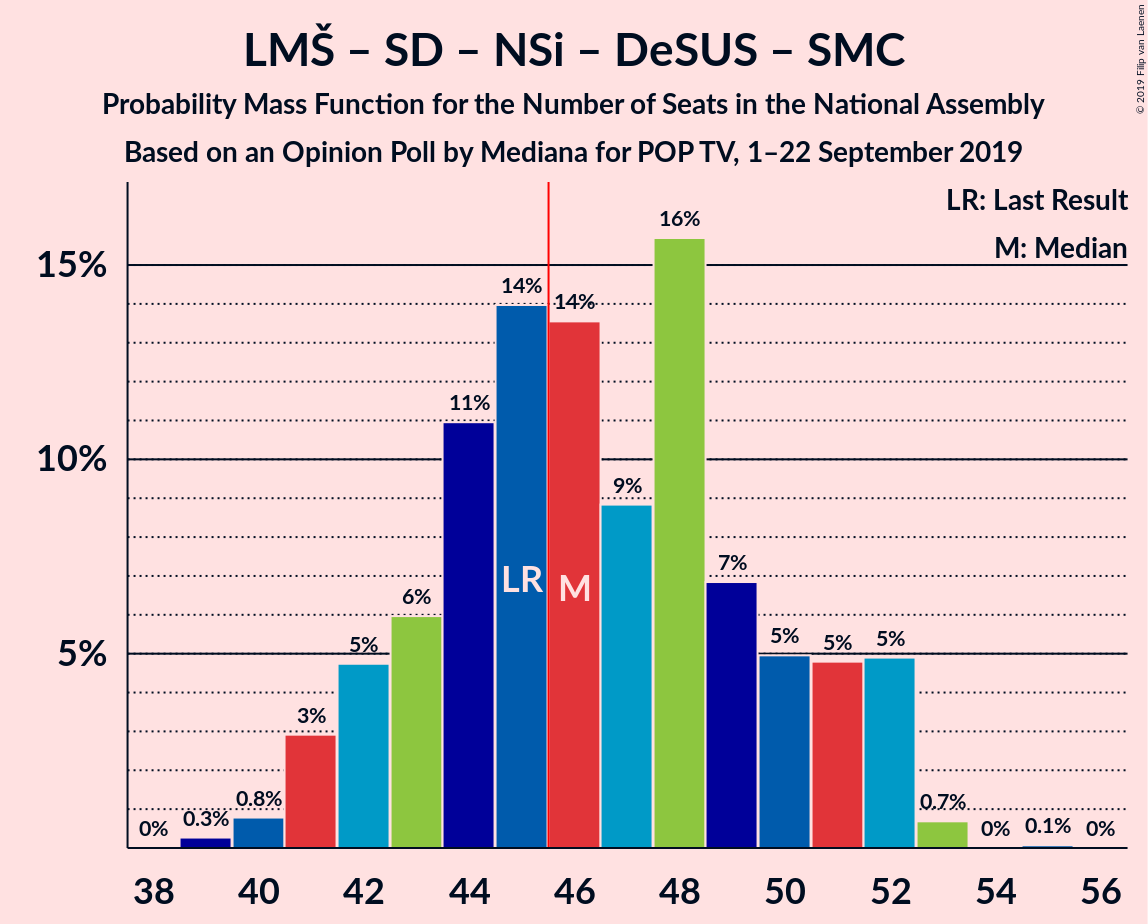 LMŠ – SD – NSi – DeSUS – SMC
Probability Mass Function for the Number of Seats in the National Assembly
Based on an Opinion Poll by Mediana for POP TV, 1–22 September 2019
© 2019 Filip van Laenen
LR: Last Result
M: Median
15%
10%
5%
0%
0.3%
0.8%
3%
5%
6%
11%
14%
14%
9%
16%
7%
5%
5%
5%
0.7%
0%
0.1%
0%
LR
M
38 40 42 44 46 48 50 52 54 56